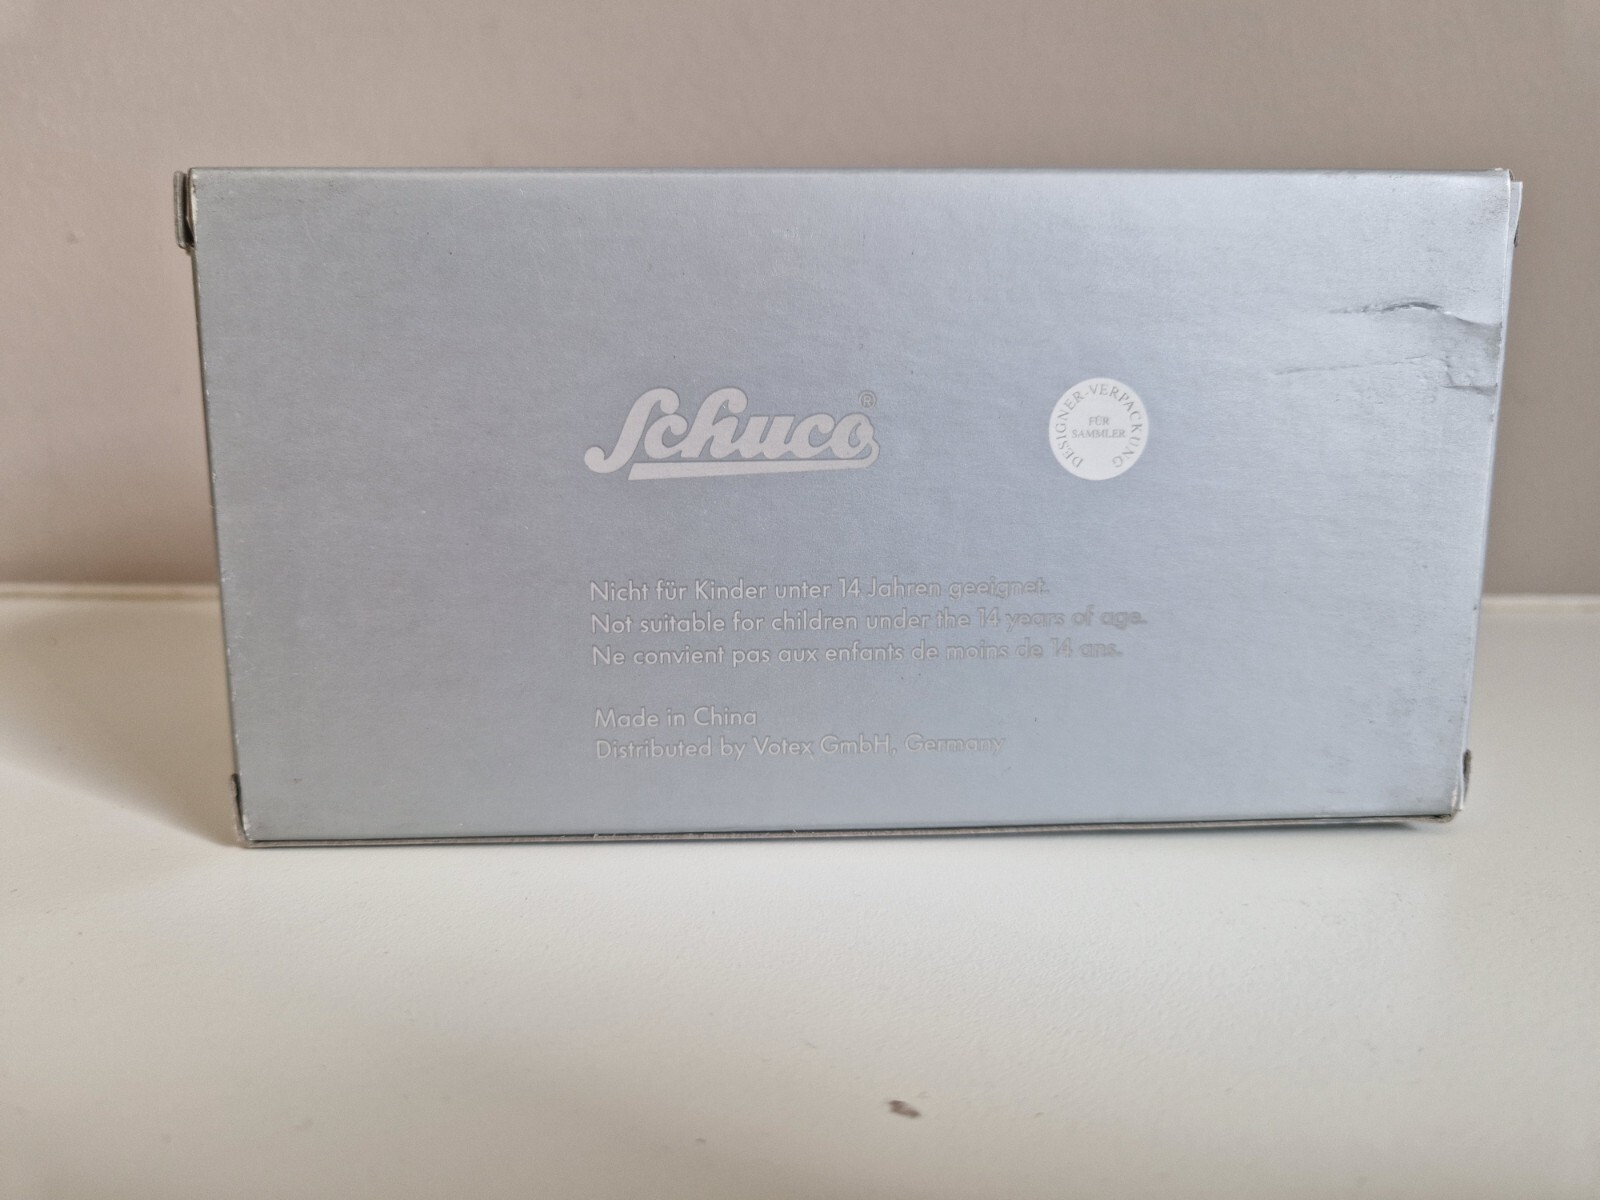 Schuco®
DESIGNER-VERPACKUNG
FÜR
SAMMLER
Nicht für Kinder unter 14 Jahren geeignet.
Not suitable for children under the 14 years of age.
Ne convient pas aux enfants de moins de 14 ans.
Made in China
Distributed by Votex GmbH, Germany